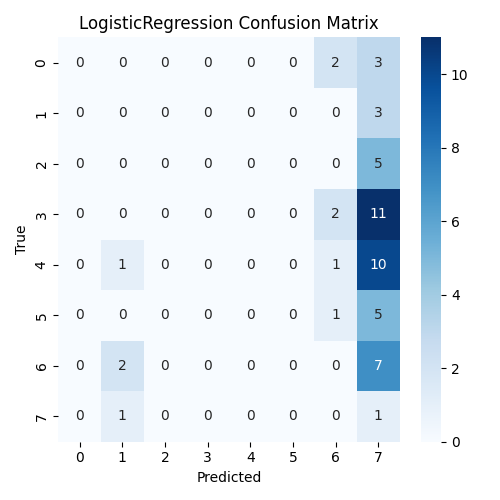 LogisticRegression Confusion Matrix
0 0 0 0 0 0 0 2 3
1 0 0 0 0 0 0 0 3
2 0 0 0 0 0 0 0 5
3 0 0 0 0 0 0 2 11
4 0 1 0 0 0 0 1 10
5 0 0 0 0 0 0 1 5
6 0 2 0 0 0 0 0 7
7 0 1 0 0 0 0 0 1
0 1 2 3 4 5 6 7
True
Predicted
10
8
6
4
2
0